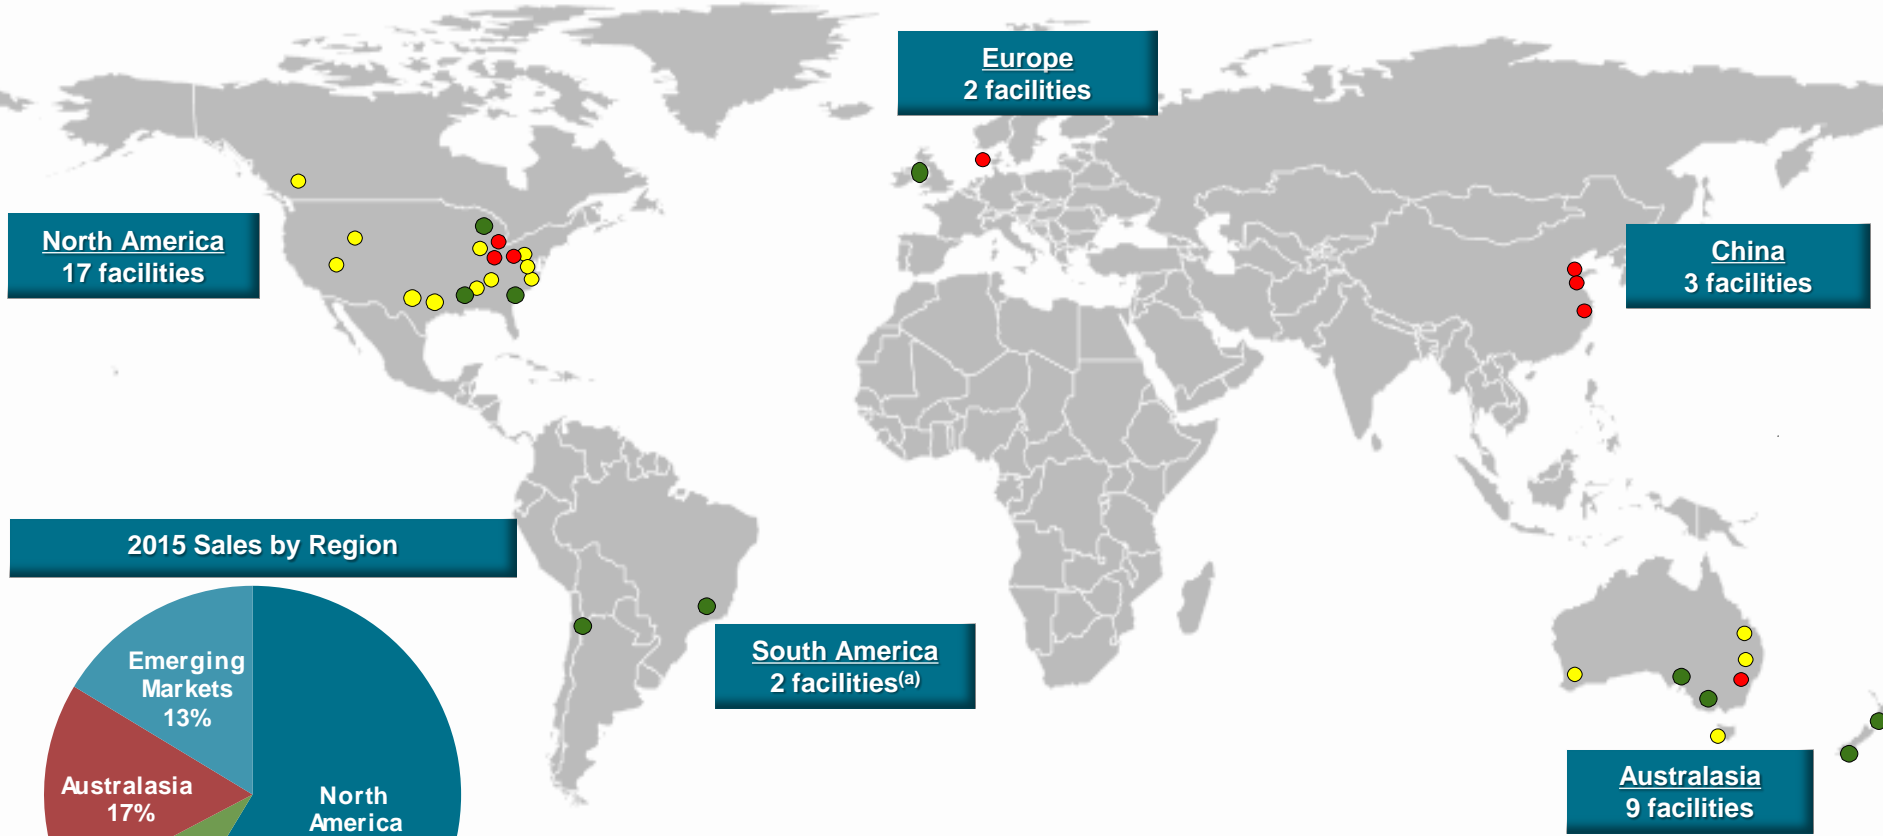 Europe
2 facilities
North America
17 facilities
China
3 facilities
2015 Sales by Region
South America
2 facilities(a)
Emerging
Markets
13%
Australasia
17%
North
America
Australasia
9 facilities